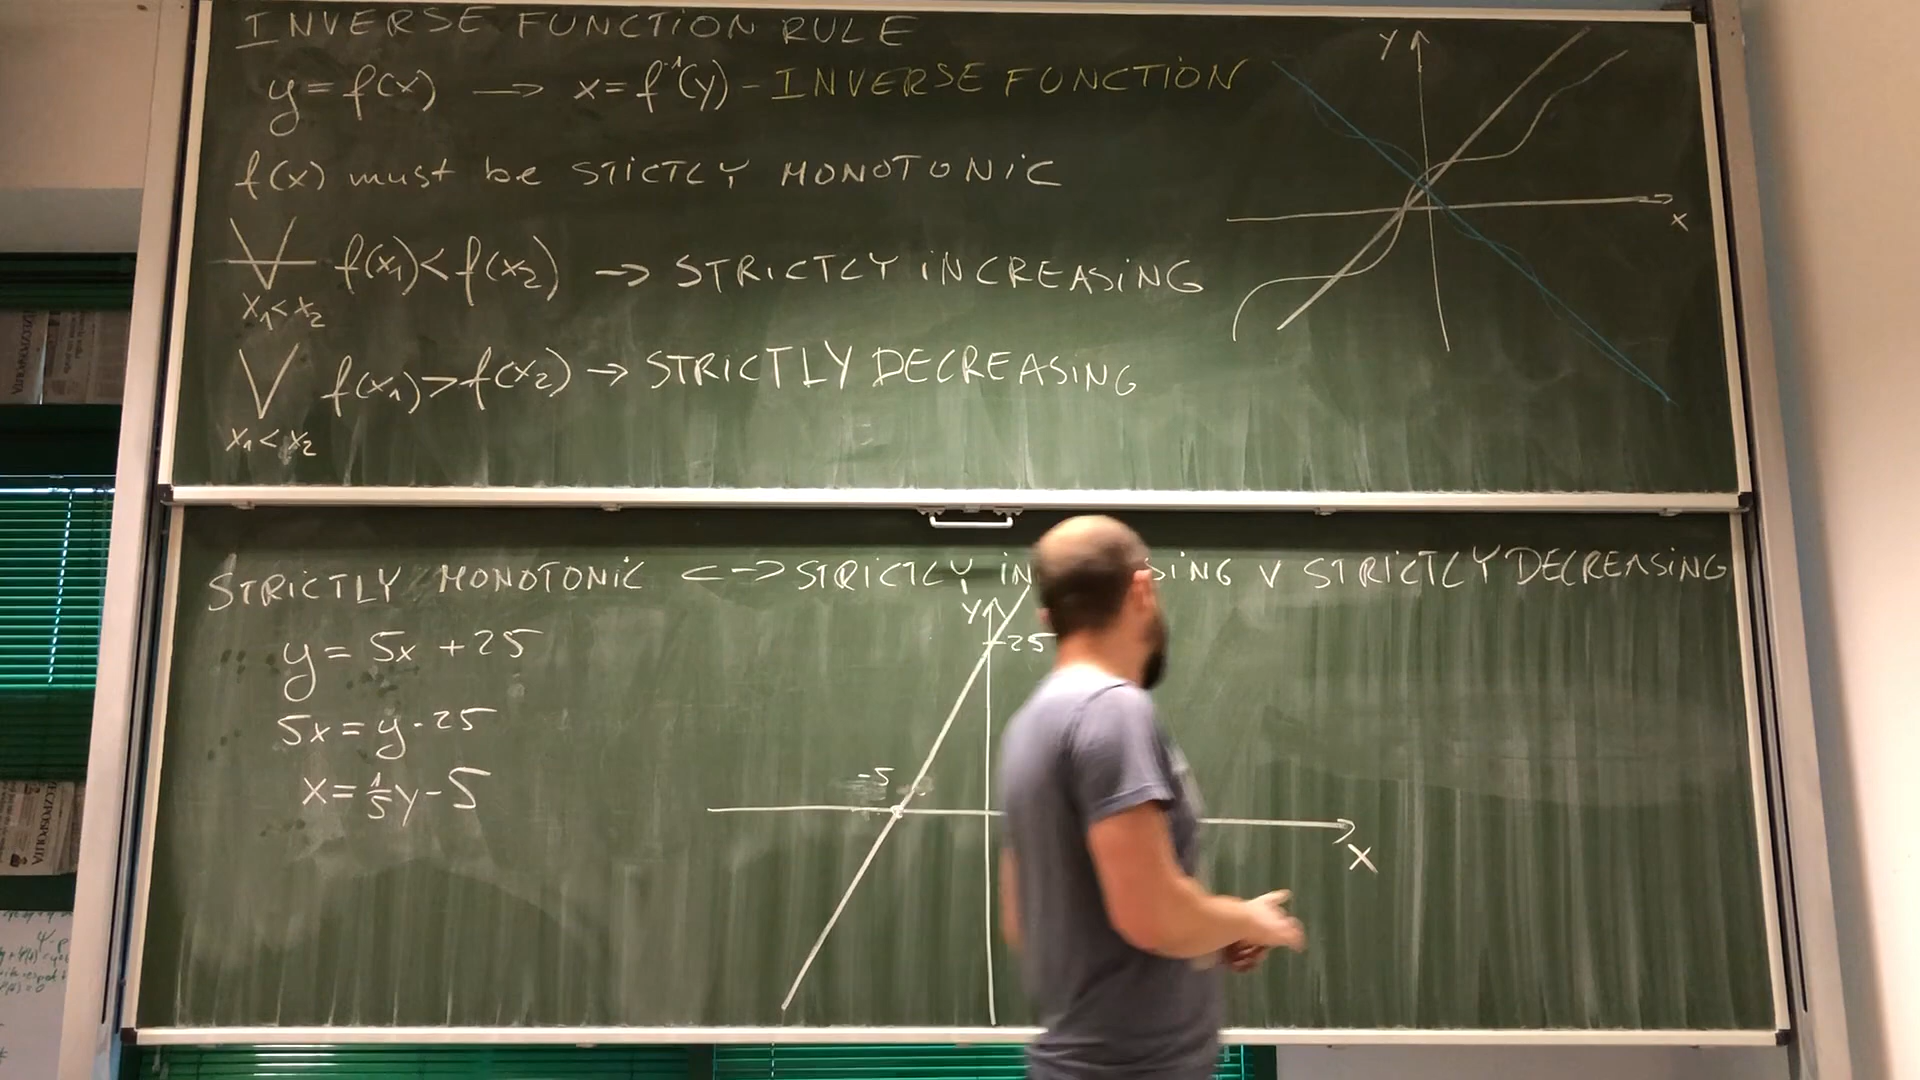 INVERSE FUNCTION RULE
y = f(x) → x = f⁻¹(y) - INVERSE FUNCTION
f(x) must be STICTLY MONOTONIC
∀ f(x₁) < f(x₂) → STRICTLY INCREASING
x₁ < x₂
∀ f(x₁) > f(x₂) → STRICTLY DECREASING
x₁ < x₂
y
x
STRICTLY MONOTONIC <-> STRICTLY IN SING ∨ STRICTLY DECREASING
y = 5x + 25
5x = y - 25
x = 1/5 y - 5
y
25
-5
x